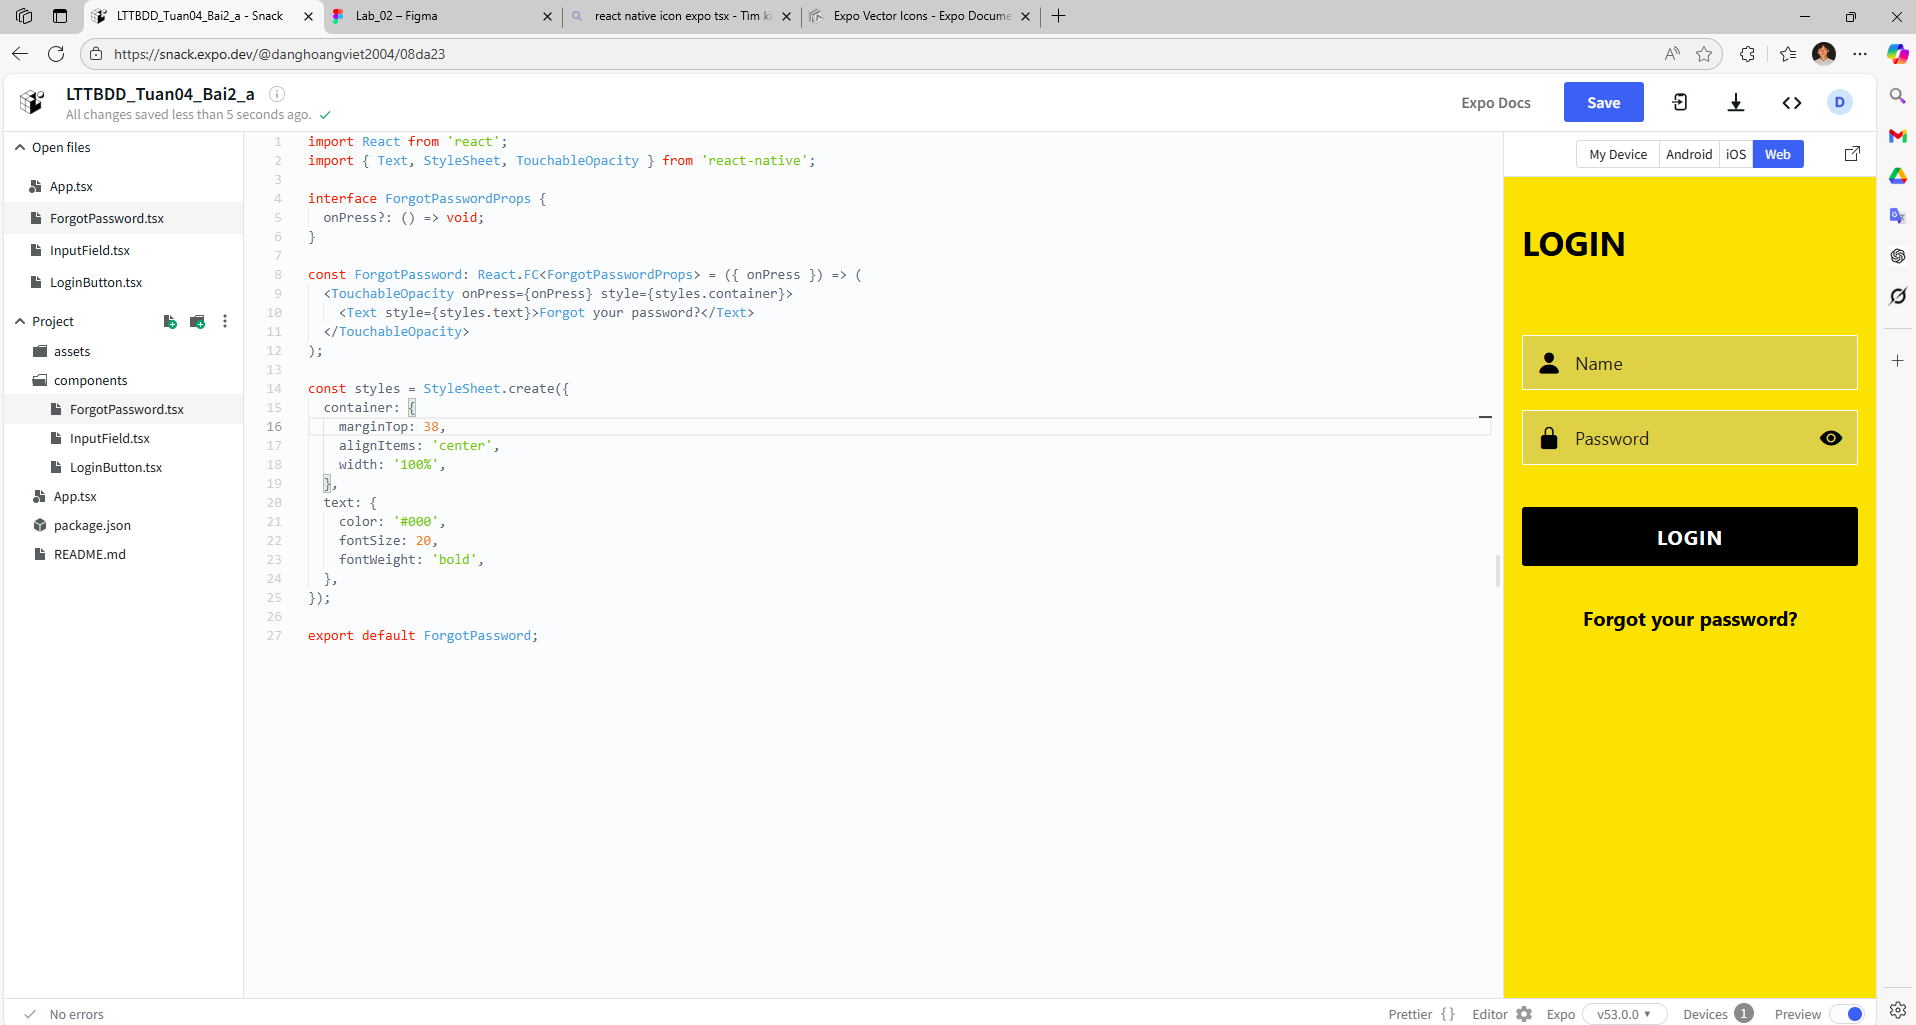 LTTBDD_Tuan04_Bai2_a - Snack
Lab_02 – Figma
react native icon expo tsx - Tìm ki
Expo Vector Icons - Expo Docume
https://snack.expo.dev/@danghoangviet2004/08da23
LTTBDD_Tuan04_Bai2_a
All changes saved less than 5 seconds ago.
Expo Docs
Save
D
Open files
App.tsx
ForgotPassword.tsx
InputField.tsx
LoginButton.tsx
Project
assets
components
ForgotPassword.tsx
InputField.tsx
LoginButton.tsx
App.tsx
package.json
README.md
1 import React from 'react';
2 import { Text, StyleSheet, TouchableOpacity } from 'react-native';
3
4 interface ForgotPasswordProps {
5 onPress?: () => void;
6 }
7
8 const ForgotPassword: React.FC<ForgotPasswordProps> = ({ onPress }) => (
9 <TouchableOpacity onPress={onPress} style={styles.container}>
10 <Text style={styles.text}>Forgot your password?</Text>
11 </TouchableOpacity>
12 );
13
14 const styles = StyleSheet.create({
15 container: {
16 marginTop: 38,
17 alignItems: 'center',
18 width: '100%',
19 },
20 text: {
21 color: '#000',
22 fontSize: 20,
23 fontWeight: 'bold',
24 },
25 });
26
27 export default ForgotPassword;
My Device
Android
iOS
Web
LOGIN
Name
Password
LOGIN
Forgot your password?
No errors
Prettier {}
Editor
Expo
v53.0.0
Devices 1
Preview